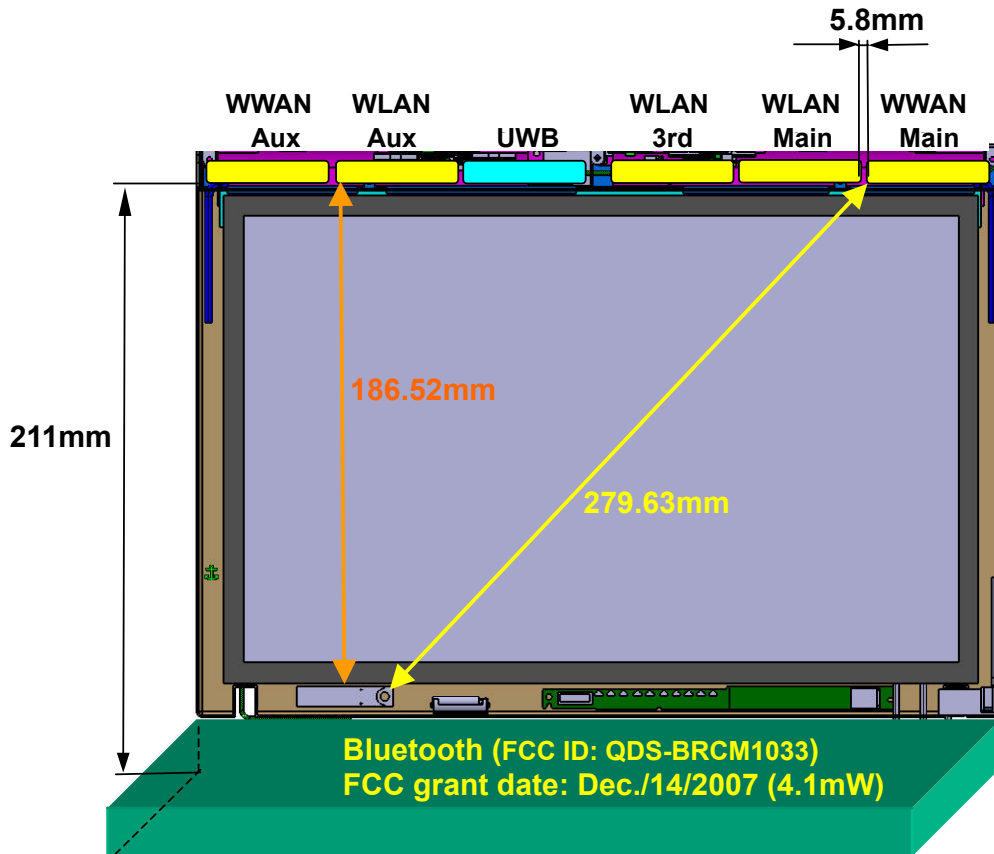 5.8mm
WWAN Aux
WLAN Aux
UWB
WLAN 3rd
WLAN Main
WWAN Main
186.52mm
211mm
279.63mm
Bluetooth (FCC ID: QDS-BRCM1033)
FCC grant date: Dec./14/2007 (4.1mW)